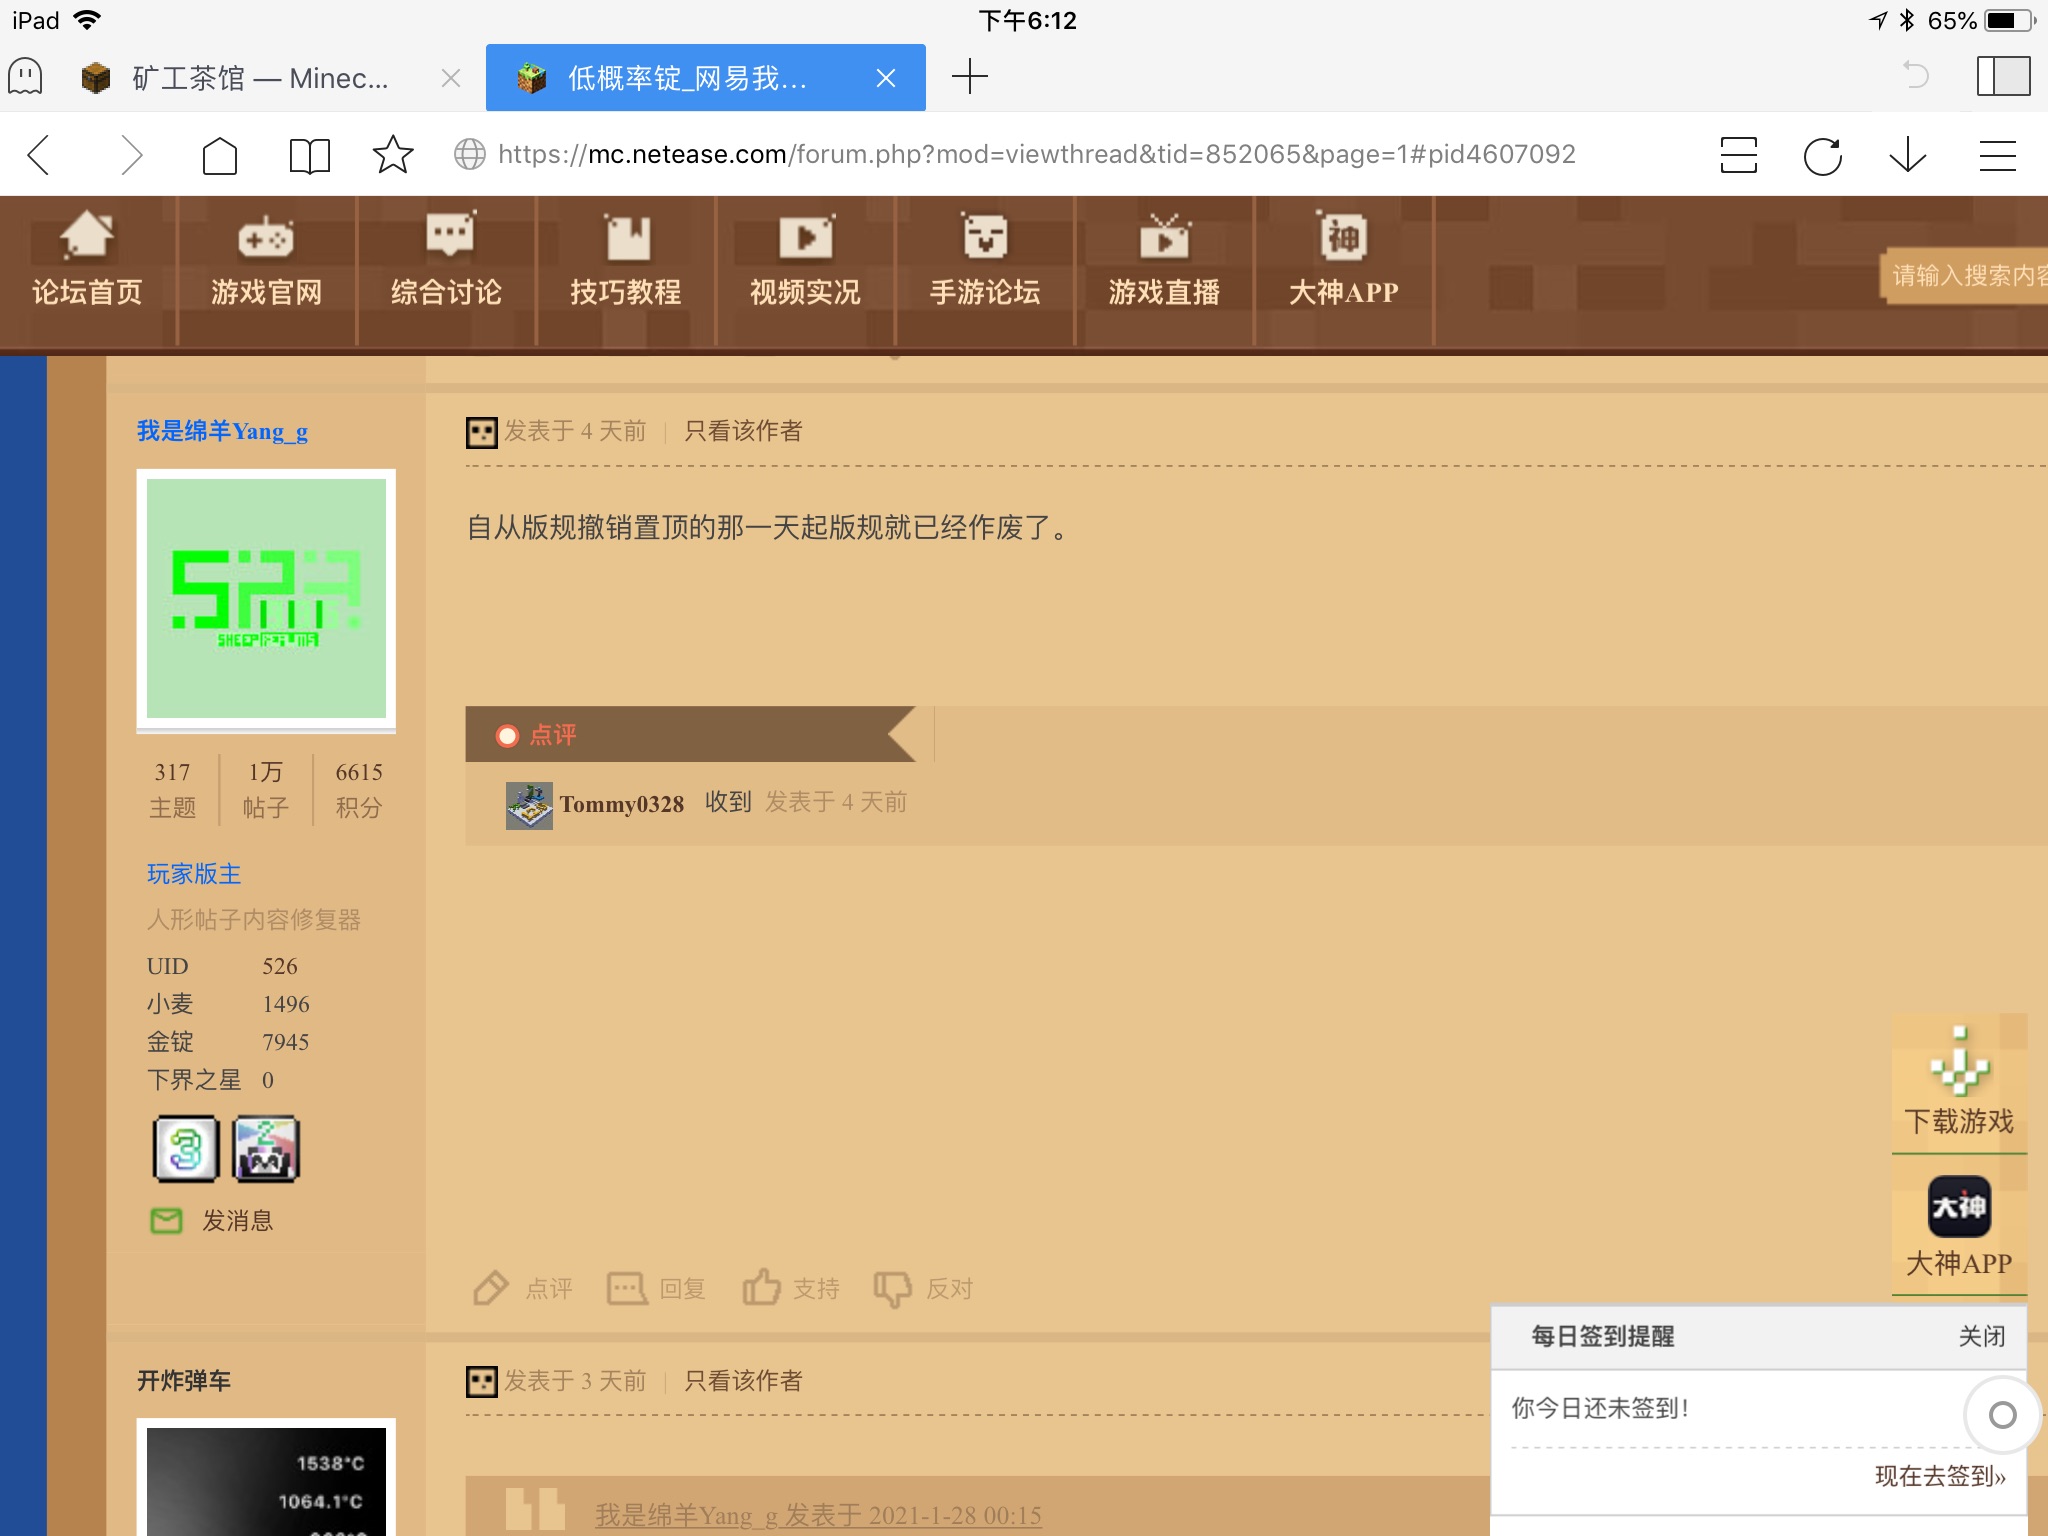 iPad 下午6:12 65%
矿工茶馆 — Minec... 低概率锭_网易我...
https://mc.netease.com/forum.php?mod=viewthread&tid=852065&page=1#pid4607092
论坛首页 游戏官网 综合讨论 技巧教程 视频实况 手游论坛 游戏直播 大神APP
请输入搜索内容
我是绵羊Yang_g
发表于 4 天前 只看该作者
自从版规撤销置顶的那一天起版规就已经作废了。
317 1万 6615
主题 帖子 积分
点评
Tommy0328 收到 发表于 4 天前
玩家版主
人形帖子内容修复器
UID 526
小麦 1496
金锭 7945
下界之星 0
3 2
发消息
点评 回复 支持 反对
下载游戏
大神
大神APP
每日签到提醒 关闭
你今日还未签到!
现在去签到»
开炸弹车
发表于 3 天前 只看该作者
1538°C
1064.1°C
我是绵羊Yang_g 发表于 2021-1-28 00:15